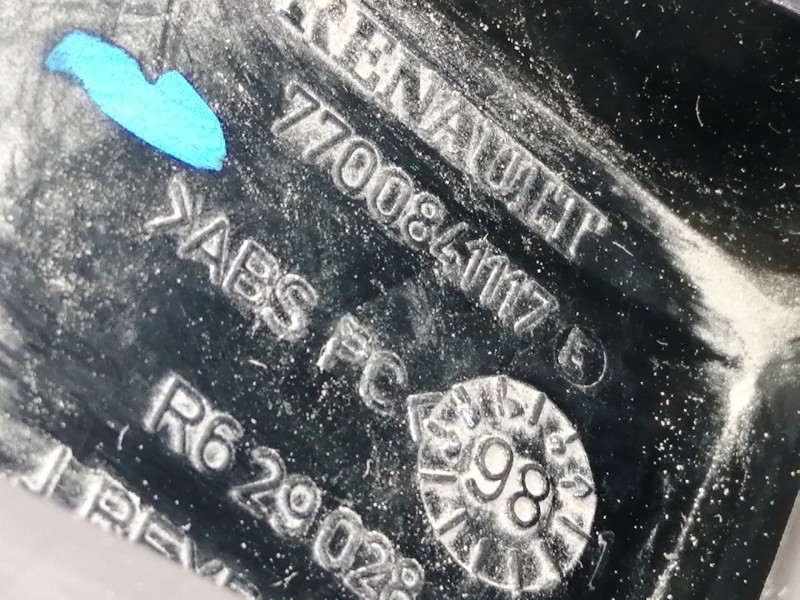 RENAULT
7700841117 E
>ABS PC
R6 29 028
98